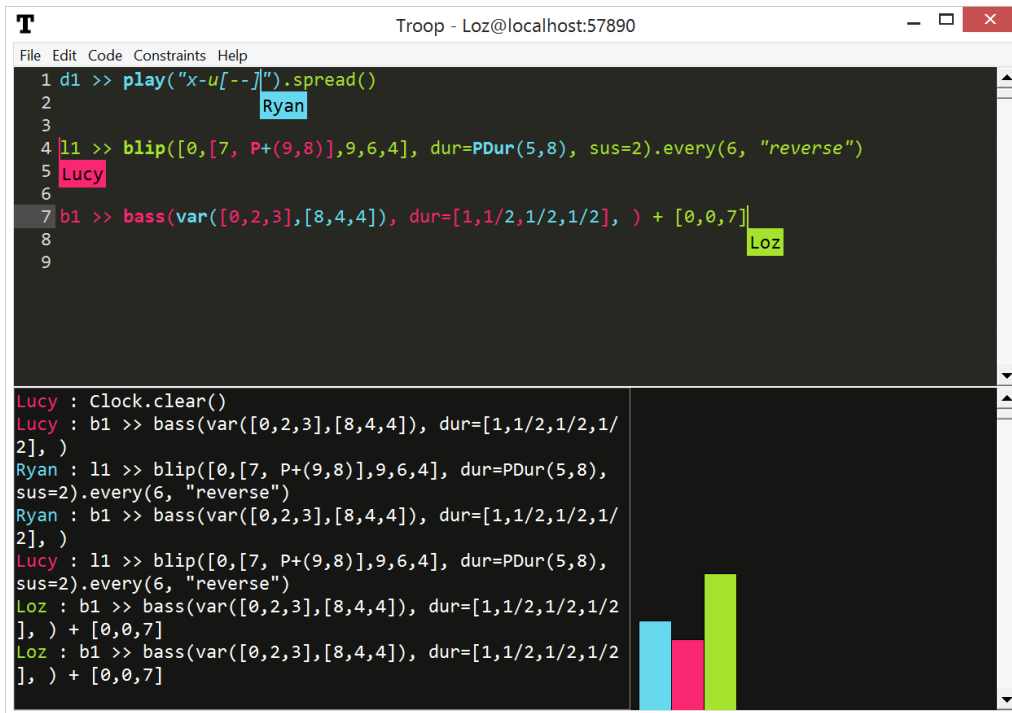 T Troop - Loz@localhost:57890
File Edit Code Constraints Help
1 d1 >> play("x-u[--]").spread()
2 Ryan
3
4 l1 >> blip([0,[7, P+(9,8)],9,6,4], dur=PDur(5,8), sus=2).every(6, "reverse")
5 Lucy
6
7 b1 >> bass(var([0,2,3],[8,4,4]), dur=[1,1/2,1/2,1/2], ) + [0,0,7]
8 Loz
9
Lucy : Clock.clear()
Lucy : b1 >> bass(var([0,2,3],[8,4,4]), dur=[1,1/2,1/2,1/
2], )
Ryan : l1 >> blip([0,[7, P+(9,8)],9,6,4], dur=PDur(5,8),
sus=2).every(6, "reverse")
Ryan : b1 >> bass(var([0,2,3],[8,4,4]), dur=[1,1/2,1/2,1/
2], )
Lucy : l1 >> blip([0,[7, P+(9,8)],9,6,4], dur=PDur(5,8),
sus=2).every(6, "reverse")
Loz : b1 >> bass(var([0,2,3],[8,4,4]), dur=[1,1/2,1/2,1/2
], ) + [0,0,7]
Loz : b1 >> bass(var([0,2,3],[8,4,4]), dur=[1,1/2,1/2,1/2
], ) + [0,0,7]